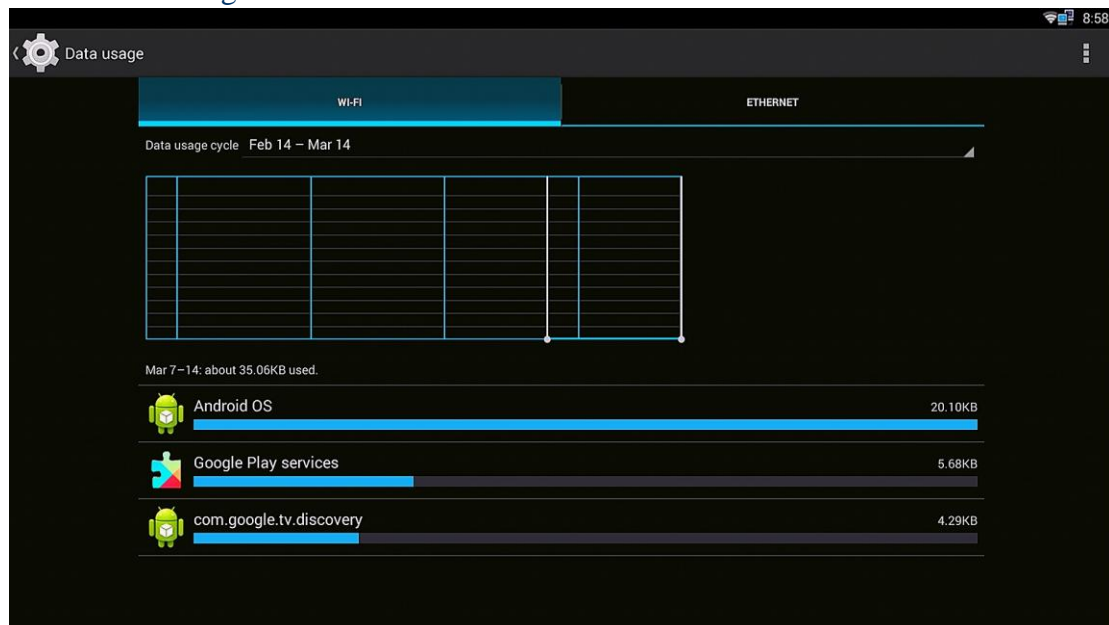 8:58
Data usage
WI-FI ETHERNET
Data usage cycle Feb 14 – Mar 14
Mar 7–14: about 35.06KB used.
Android OS 20.10KB
Google Play services 5.68KB
com.google.tv.discovery 4.29KB